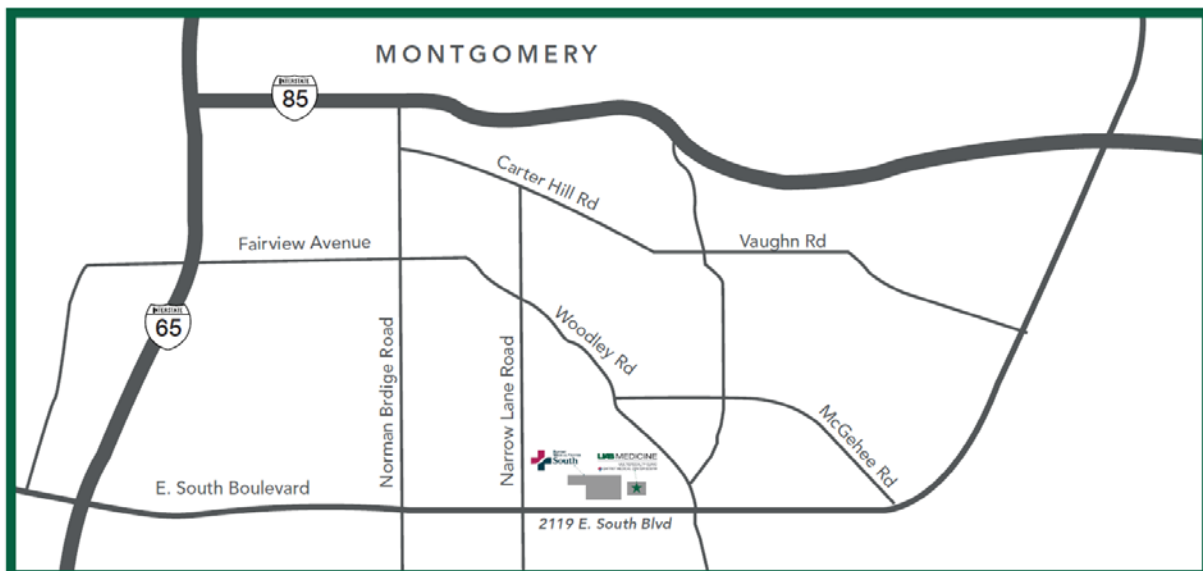 MONTGOMERY
INTERSTATE
85
Carter Hill Rd
Fairview Avenue
Vaughn Rd
INTERSTATE
65
Woodley Rd
Norman Brdige Road
Narrow Lane Road
McGehee Rd
South
UAB MEDICINE
E. South Boulevard
2119 E. South Blvd